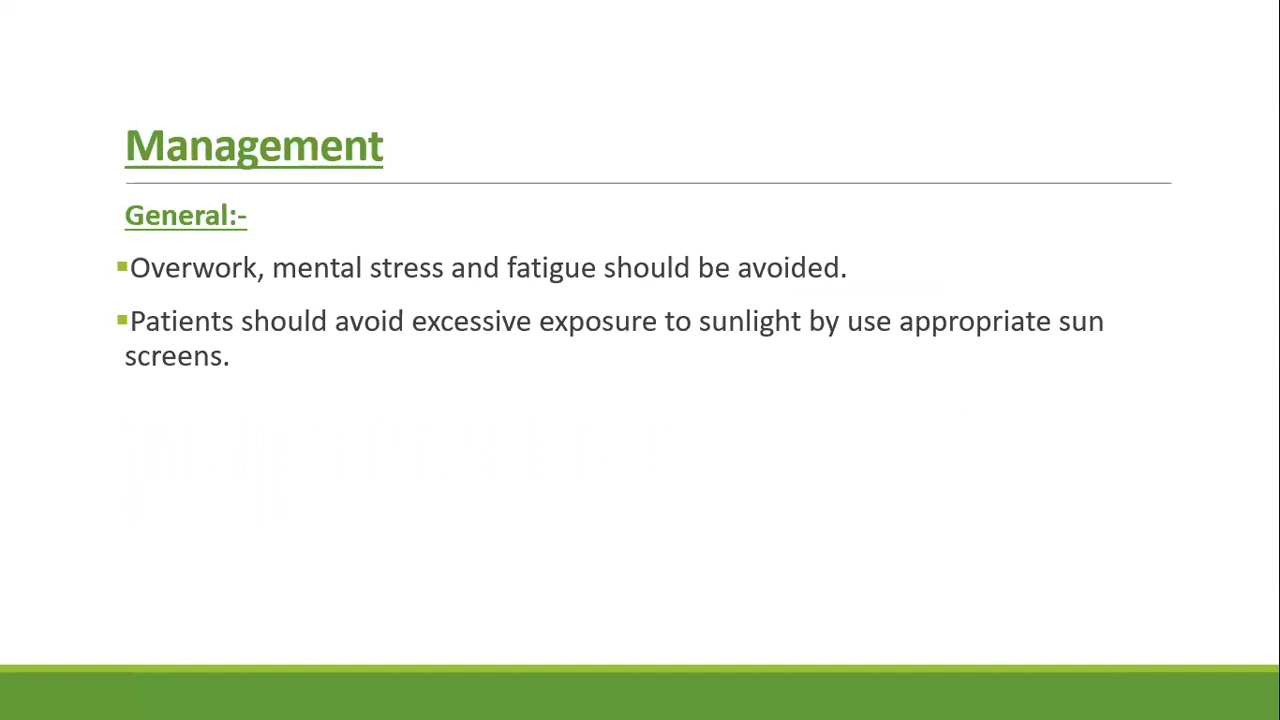 Management
General:-
▪Overwork, mental stress and fatigue should be avoided.
▪Patients should avoid excessive exposure to sunlight by use appropriate sun
screens.